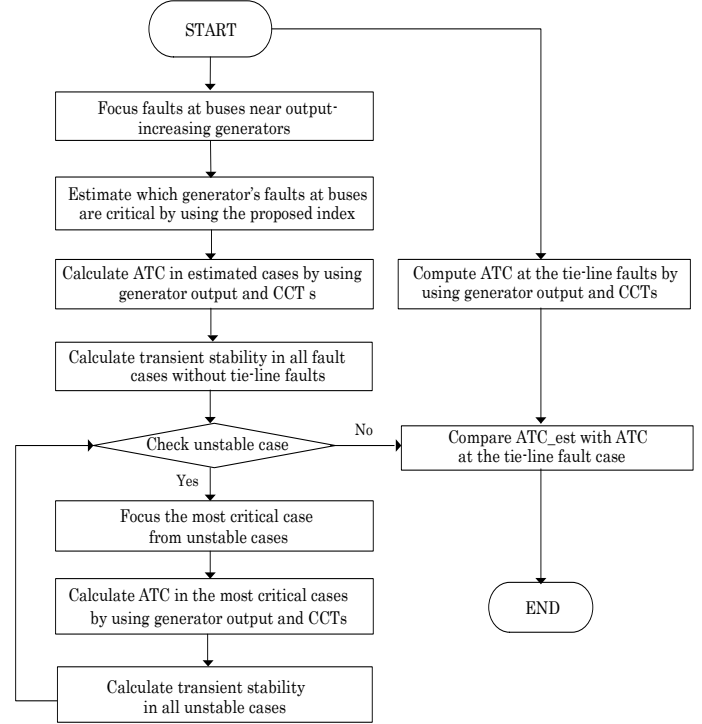 START
Focus faults at buses near output-
increasing generators
Estimate which generator's faults at buses
are critical by using the proposed index
Calculate ATC in estimated cases by using
generator output and CCT s
Calculate transient stability in all fault
cases without tie-line faults
Check unstable case
No
Yes
Focus the most critical case
from unstable cases
Calculate ATC in the most critical cases
by using generator output and CCTs
Calculate transient stability
in all unstable cases
Compute ATC at the tie-line faults by
using generator output and CCTs
Compare ATC_est with ATC
at the tie-line fault case
END